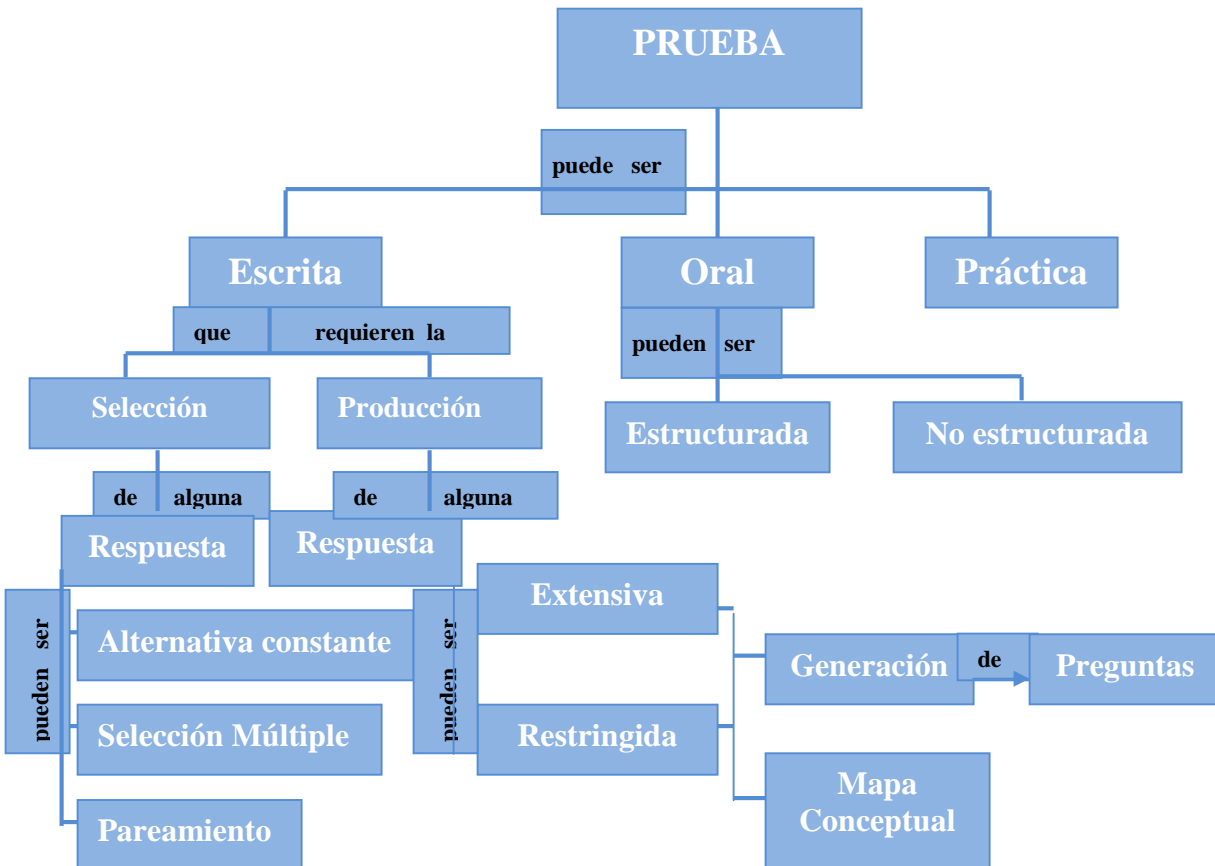 PRUEBA
puede ser
Escrita
Oral
Práctica
que requieren la
pueden ser
Selección
Producción
Estructurada
No estructurada
de alguna
de alguna
Respuesta
Respuesta
pueden ser
Alternativa constante
Selección Múltiple
Pareamiento
pueden ser
Extensiva
Restringida
Generación
de
Preguntas
Mapa
Conceptual